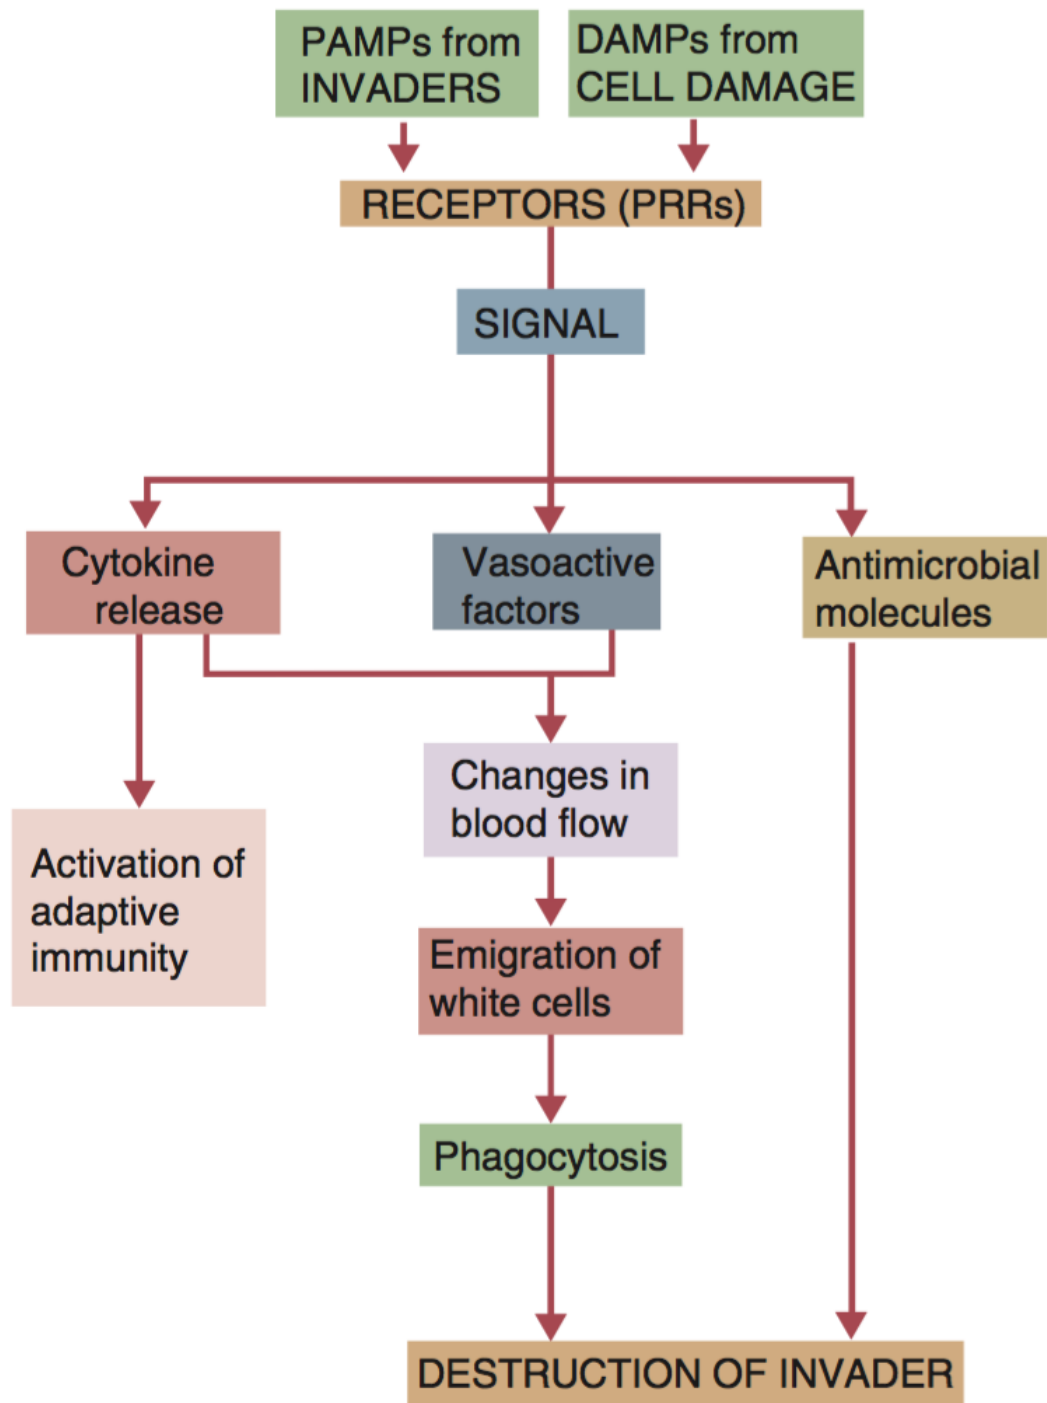 PAMPs from
INVADERS
DAMPs from
CELL DAMAGE
RECEPTORS (PRRs)
SIGNAL
Cytokine
release
Vasoactive
factors
Antimicrobial
molecules
Changes in
blood flow
Activation of
adaptive
immunity
Emigration of
white cells
Phagocytosis
DESTRUCTION OF INVADER